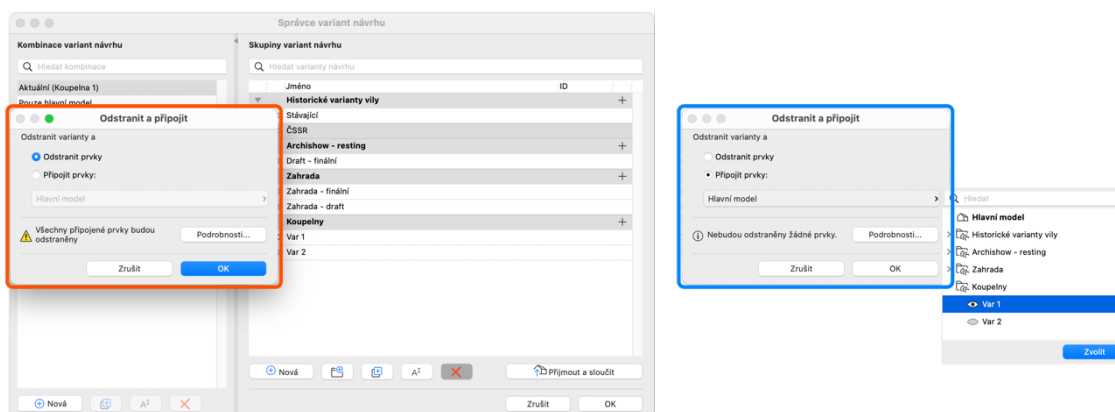 Správce variant návrhu
Kombinace variant návrhu
Hledat kombinace
Aktuální (Koupelna 1)
Pouze hlavní model
Skupiny variant návrhu
Hledat varianty návrhu
Jméno ID
Historické varianty vily
Stávající
ČSSR
Archishow - resting
Draft - finální
Zahrada
Zahrada - finální
Zahrada - draft
Koupelny
Var 1
Var 2
Odstranit a připojit
Odstranit varianty a
Odstranit prvky
Připojit prvky:
Hlavní model
Všechny připojené prvky budou
odstraněny
Podrobnosti...
Zrušit OK
Nová
Nová
Přijmout a sloučit
Zrušit OK
Odstranit a připojit
Odstranit varianty a
Odstranit prvky
Připojit prvky:
Hlavní model
Nebudou odstraněny žádné prvky.
Podrobnosti...
Zrušit OK
Hledat
Hlavní model
Historické varianty vily
Archishow - resting
Zahrada
Koupelny
Var 1
Var 2
Zvolit